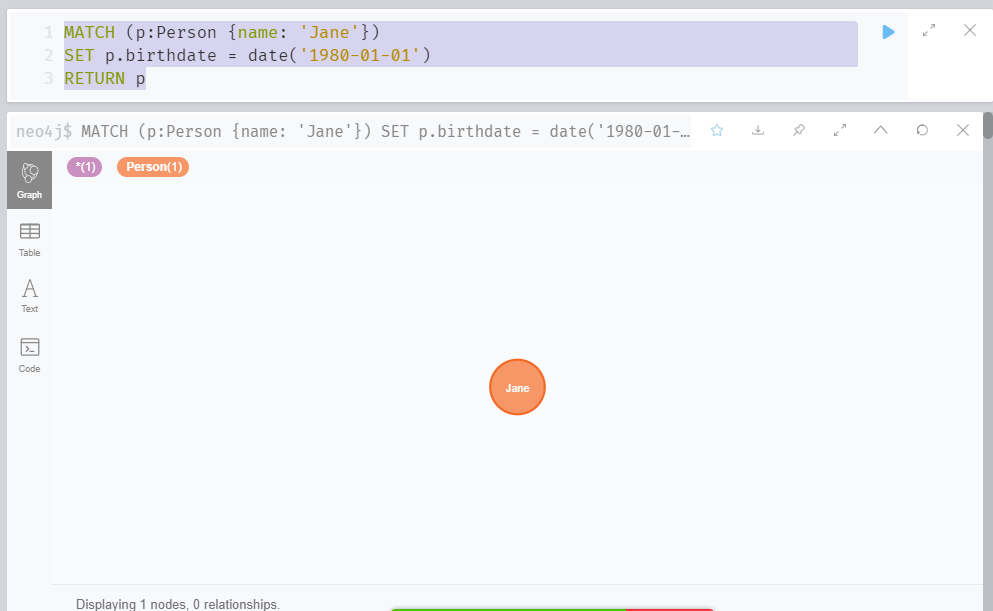 1 MATCH (p:Person {name: 'Jane'})
2 SET p.birthdate = date('1980-01-01')
3 RETURN p
neo4j$ MATCH (p:Person {name: 'Jane'}) SET p.birthdate = date('1980-01-…
*(1) Person(1)
Graph
Table
A
Text
Code
Jane
Displaying 1 nodes, 0 relationships.